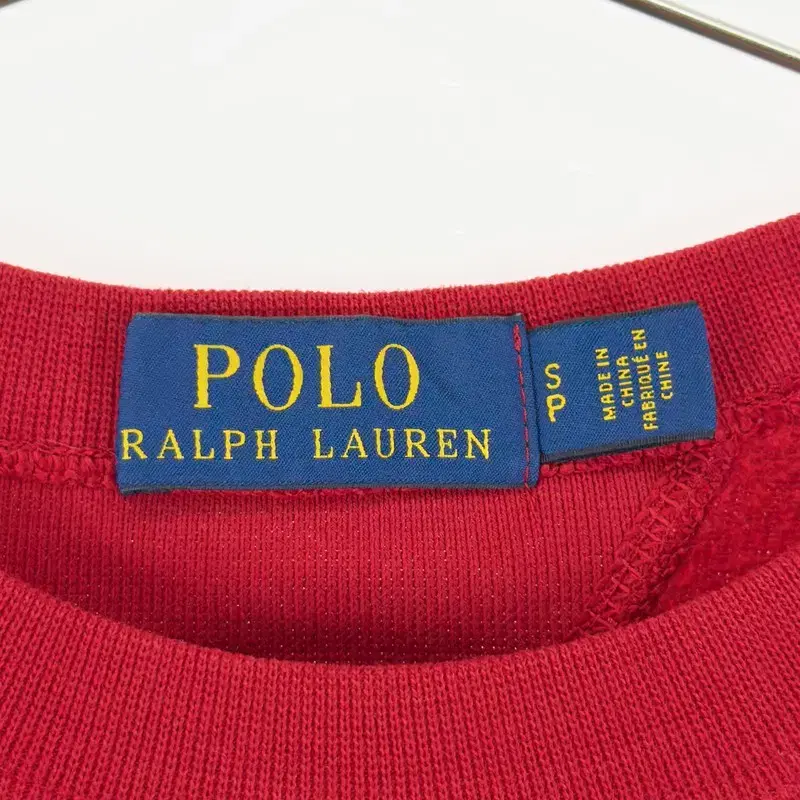 POLO
RALPH LAUREN
S
P
MADE IN
CHINA
FABRIQUÉ EN
CHINE